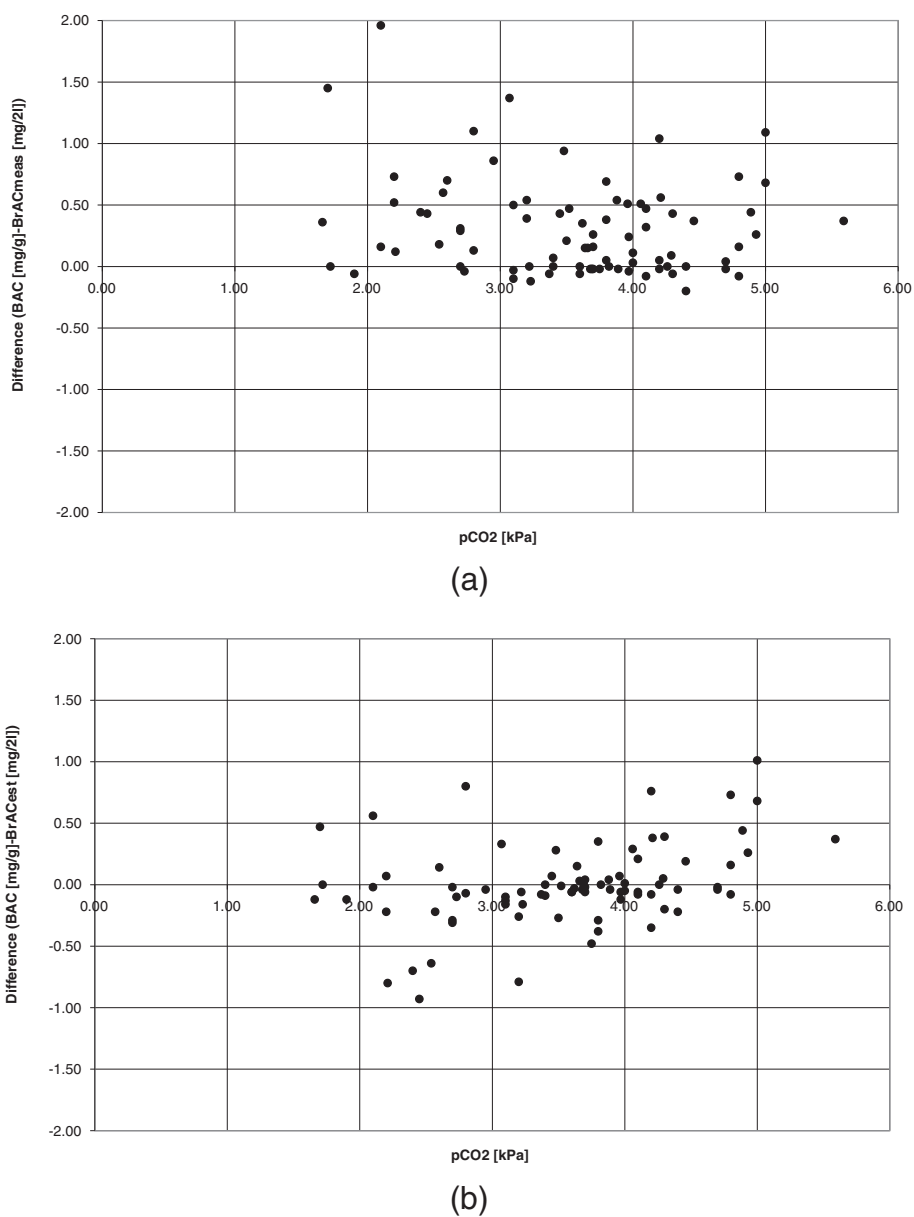 2.00
1.50
1.00
0.50
0.00
-0.50
-1.00
-1.50
-2.00
0.00 1.00 2.00 3.00 4.00 5.00 6.00
Difference (BAC [mg/g]-BrACmeas [mg/2l])
pCO2 [kPa]
(a)
2.00
1.50
1.00
0.50
0.00
-0.50
-1.00
-1.50
-2.00
0.00 1.00 2.00 3.00 4.00 5.00 6.00
Difference (BAC [mg/g]-BrACest [mg/2l])
pCO2 [kPa]
(b)